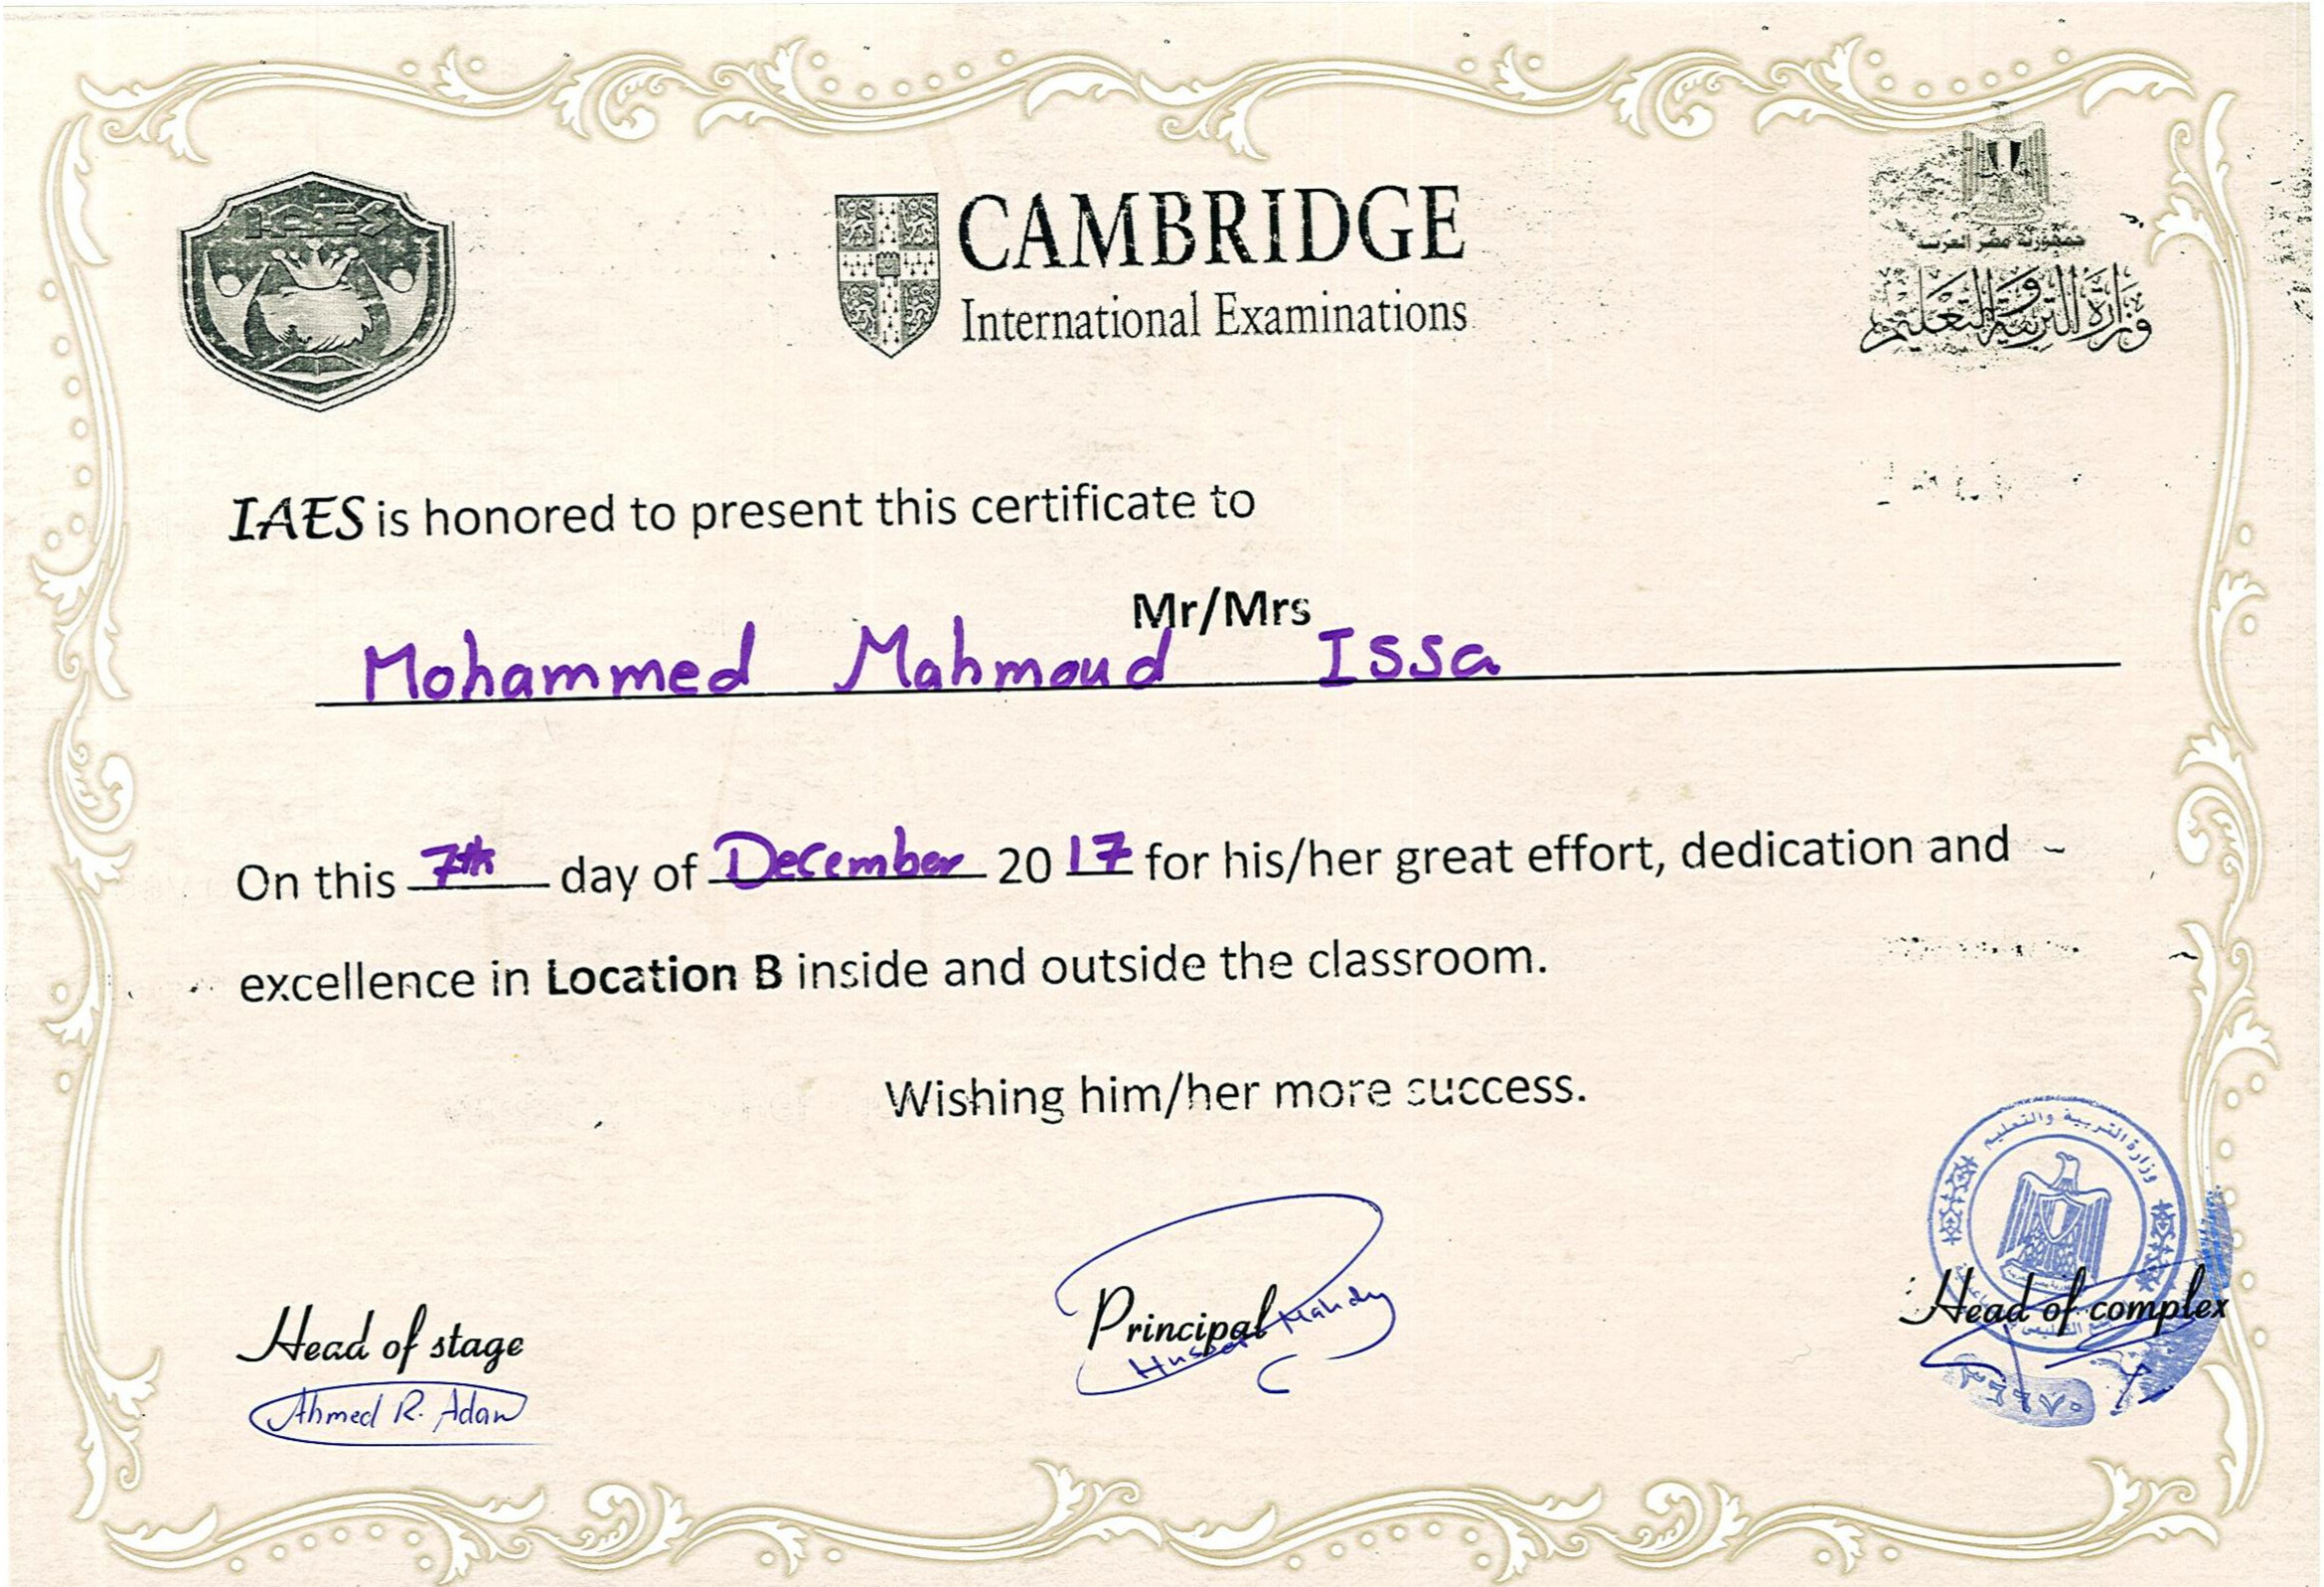 IAES
CAMBRIDGE
International Examinations
جمهورية مصر العربية
وزارة التربية والتعليم
IAES is honored to present this certificate to
Mr/Mrs
Mohammed Mahmoud Issa
On this 7th day of December 2017 for his/her great effort, dedication and
excellence in Location B inside and outside the classroom.
Wishing him/her more success.
وزارة التربية والتعليم
Head of stage
Principal
Head of complex
Ahmed R. Adam
Mahdy